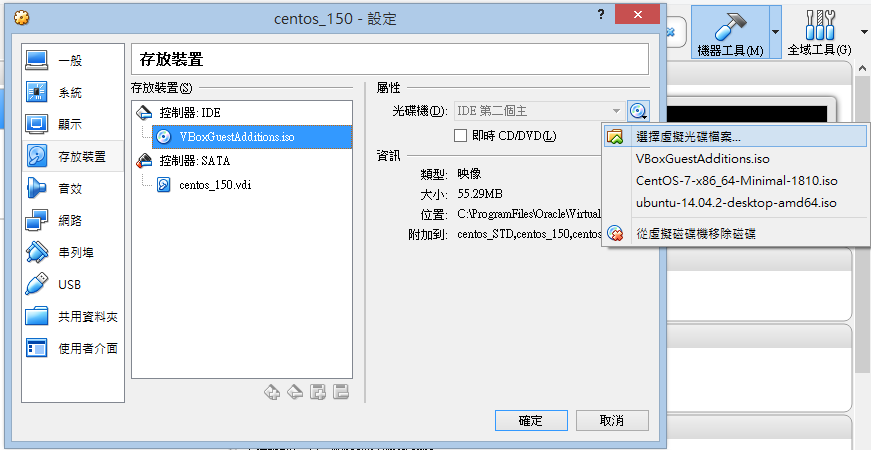 centos_150 - 設定
?
機器工具(M)
全域工具(G)
一般
系統
顯示
存放裝置
音效
網路
串列埠
USB
共用資料夾
使用者介面
存放裝置
存放裝置(S)
控制器: IDE
VBoxGuestAdditions.iso
控制器: SATA
centos_150.vdi
屬性
光碟機(D): IDE 第二個主
即時 CD/DVD(L)
資訊
類型: 映像
大小: 55.29MB
位置: C:\ProgramFiles\Oracle\Virtual
附加到: centos_STD,centos_150,cento
選擇虛擬光碟檔案...
VBoxGuestAdditions.iso
CentOS-7-x86_64-Minimal-1810.iso
ubuntu-14.04.2-desktop-amd64.iso
從虛擬磁碟機移除磁碟
確定
取消